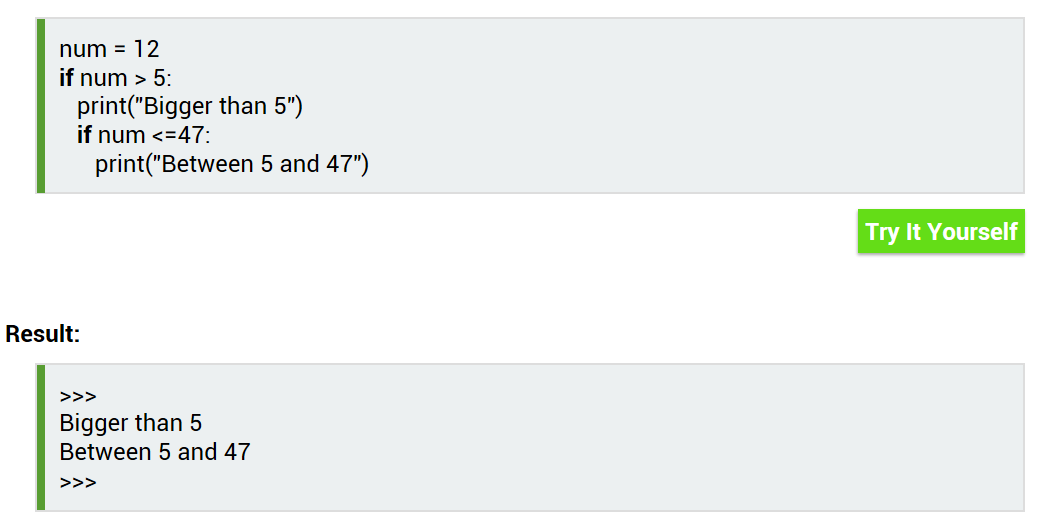 num = 12
if num > 5:
   print("Bigger than 5")
   if num <=47:
      print("Between 5 and 47")
Try It Yourself
Result:
>>>
Bigger than 5
Between 5 and 47
>>>